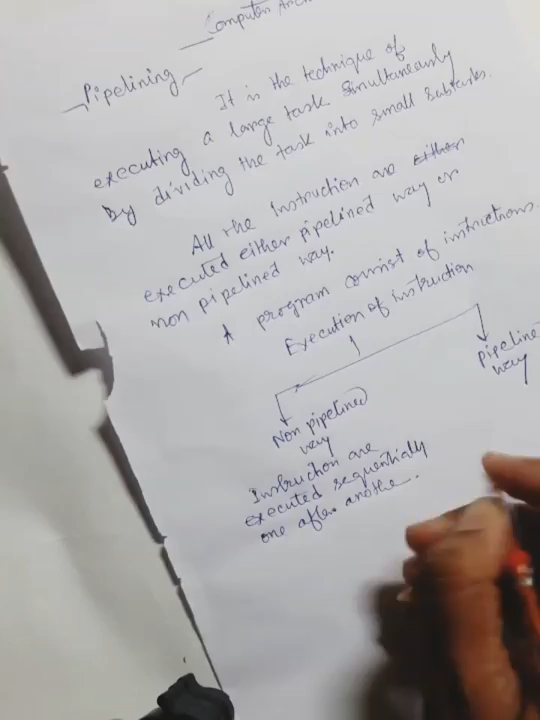 Computer
Pipelining
It is the technique of
executing a large task simultaneously
By dividing the task into small subtasks.
All the instruction are either
executed either pipelined way or
non pipelined way.
A program consist of instructions.
Execution of instruction
pipeline
way
Non pipelined
way
Instruction are
executed sequentially
one after anothe.